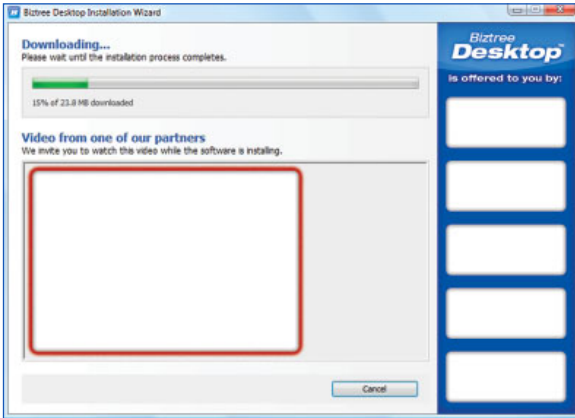 Biztree Desktop Installation Wizard
Downloading...
Please wait until the installation process completes.
15% of 23.8 MB downloaded
Video from one of our partners
We invite you to watch this video while the software is installing.
Cancel
Biztree
Desktop
is offered to you by: